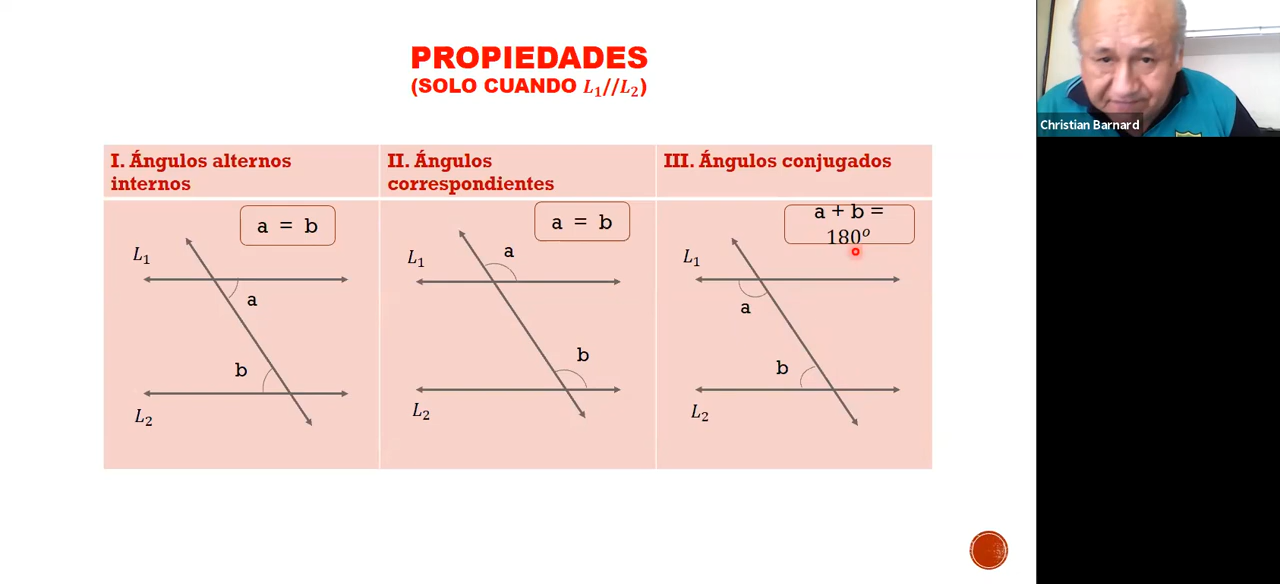 PROPIEDADES
(SOLO CUANDO L₁//L₂)
I. Ángulos alternos
internos
a = b
L₁
a
b
L₂
II. Ángulos
correspondientes
a = b
L₁
a
b
L₂
III. Ángulos conjugados
a + b =
180°
L₁
a
b
L₂
Christian Barnard